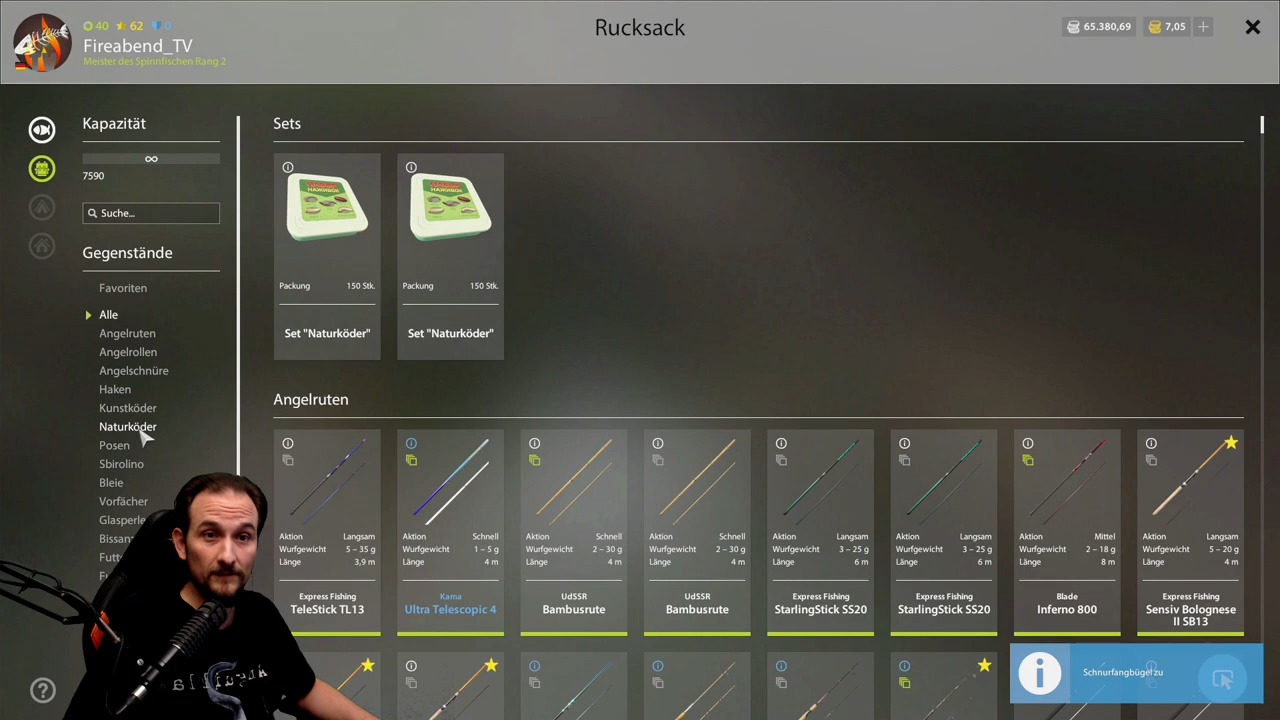 40 62 0
Fireabend_TV
Meister des Spinnfischen Rang 2
Rucksack
65.380,69 7,05 +
Kapazität
∞
7590
Suche...
Gegenstände
Favoriten
Alle
Angelruten
Angelrollen
Angelschnüre
Haken
Kunstköder
Naturköder
Posen
Sbirolino
Bleie
Vorfächer
Glasperle
Bissan
Futt
Sets
Packung 150 Stk.
Set "Naturköder"
Packung 150 Stk.
Set "Naturköder"
Angelruten
Aktion Langsam
Wurfgewicht 5 – 35 g
Länge 3,9 m
Express Fishing
TeleStick TL13
Aktion Schnell
Wurfgewicht 1 – 5 g
Länge 4 m
Kama
Ultra Telescopic 4
Aktion Schnell
Wurfgewicht 2 – 30 g
Länge 4 m
UdSSR
Bambusrute
Aktion Schnell
Wurfgewicht 2 – 30 g
Länge 4 m
UdSSR
Bambusrute
Aktion Langsam
Wurfgewicht 3 – 25 g
Länge 6 m
Express Fishing
StarlingStick SS20
Aktion Langsam
Wurfgewicht 3 – 25 g
Länge 6 m
Express Fishing
StarlingStick SS20
Aktion Mittel
Wurfgewicht 2 – 18 g
Länge 8 m
Blade
Inferno 800
Aktion Langsam
Wurfgewicht 5 – 20 g
Länge 4 m
Express Fishing
Sensiv Bolognese
II SB13
Schnurfangbügel zu
?